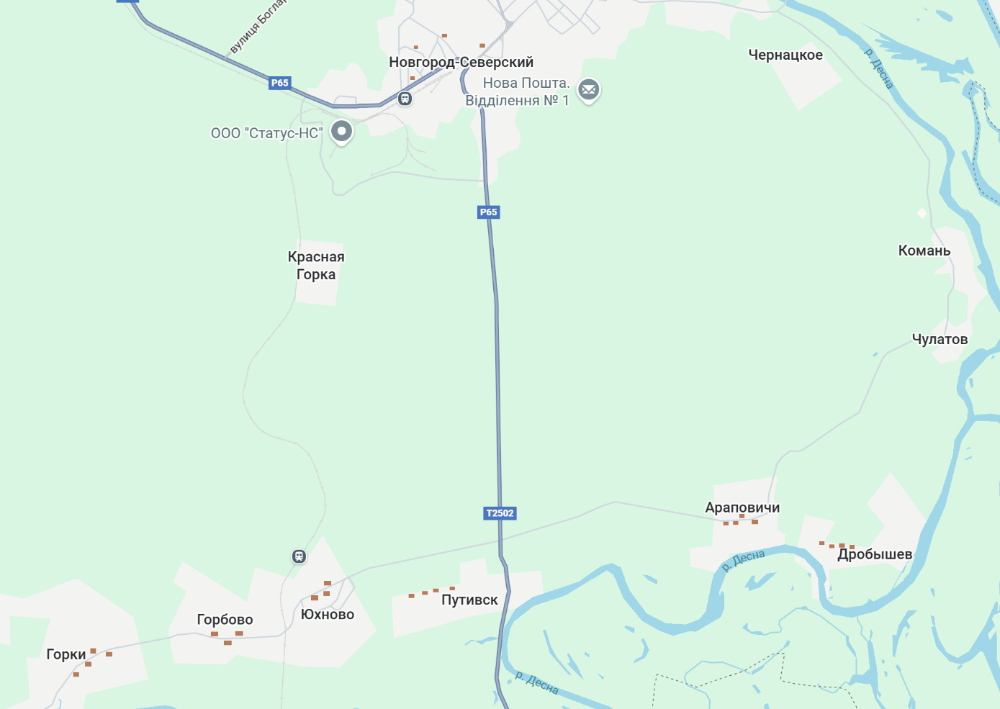 вулиця Богла
Чернацкое
р. Десна
Новгород-Северский
P65
Нова Пошта.
Відділення № 1
ООО "Статус-НС"
P65
Комань
Красная
Горка
Чулатов
Араповичи
T2502
Дробышев
р. Десна
Путивск
Юхново
Горбово
Горки
р. Десна